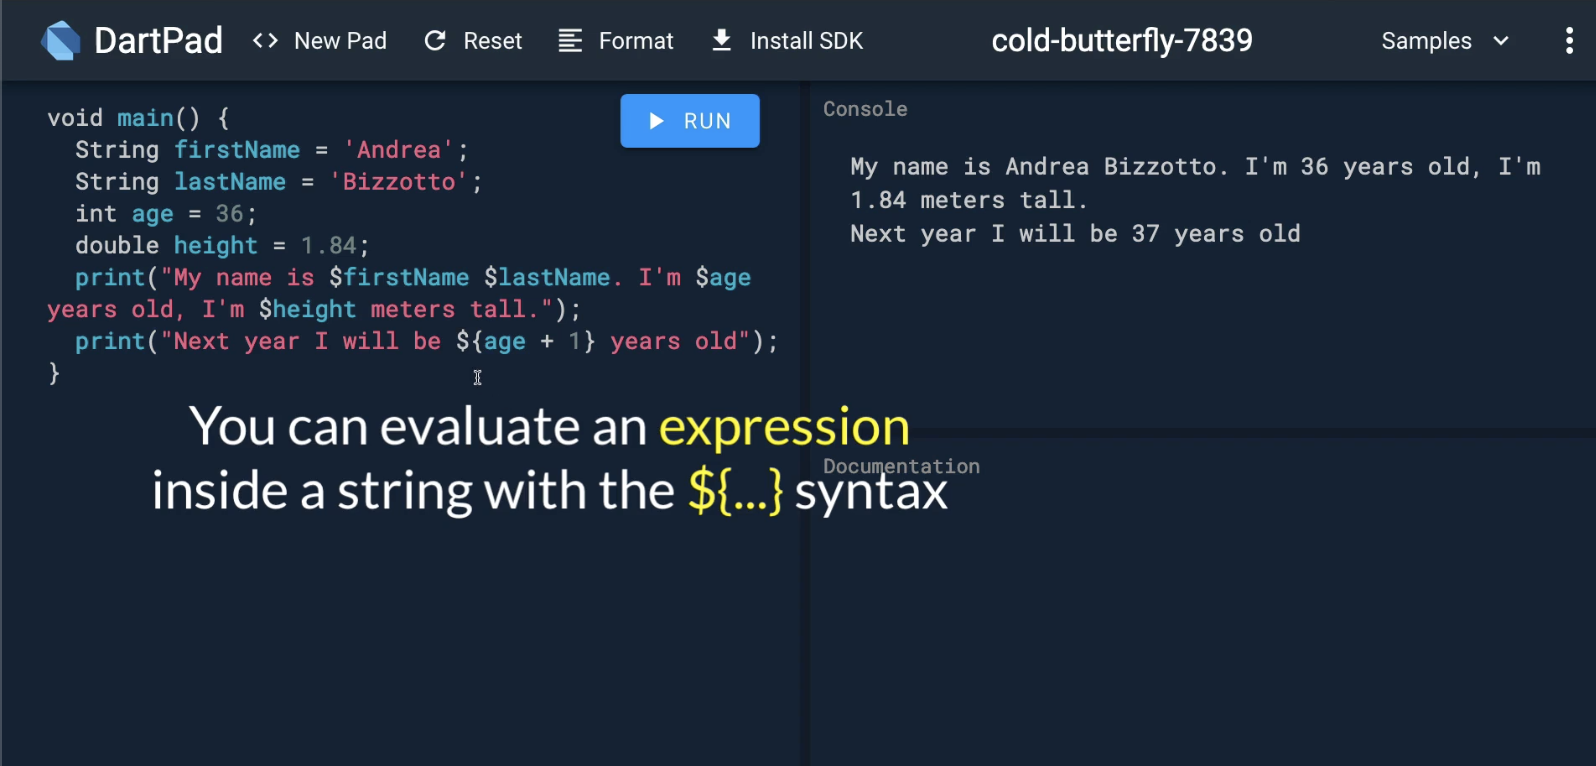 DartPad <> New Pad Reset Format Install SDK cold-butterfly-7839 Samples
void main() {
  String firstName = 'Andrea';
  String lastName = 'Bizzotto';
  int age = 36;
  double height = 1.84;
  print("My name is $firstName $lastName. I'm $age
years old, I'm $height meters tall.");
  print("Next year I will be ${age + 1} years old");
}
RUN
Console
My name is Andrea Bizzotto. I'm 36 years old, I'm
1.84 meters tall.
Next year I will be 37 years old
You can evaluate an expression
inside a string with the ${...} syntax
Documentation